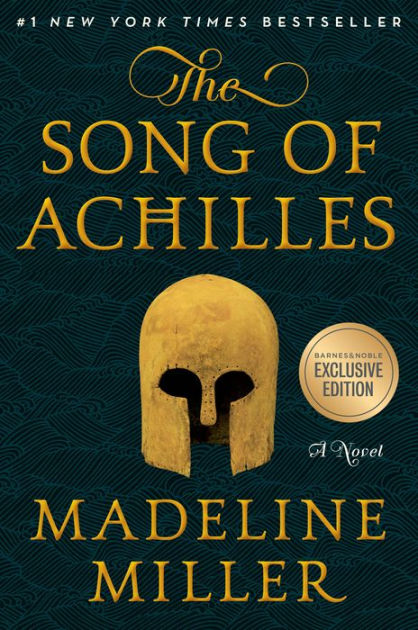 #1 NEW YORK TIMES BESTSELLER
The
SONG OF
ACHILLES
BARNES&NOBLE
EXCLUSIVE
EDITION
A Novel
MADELINE
MILLER